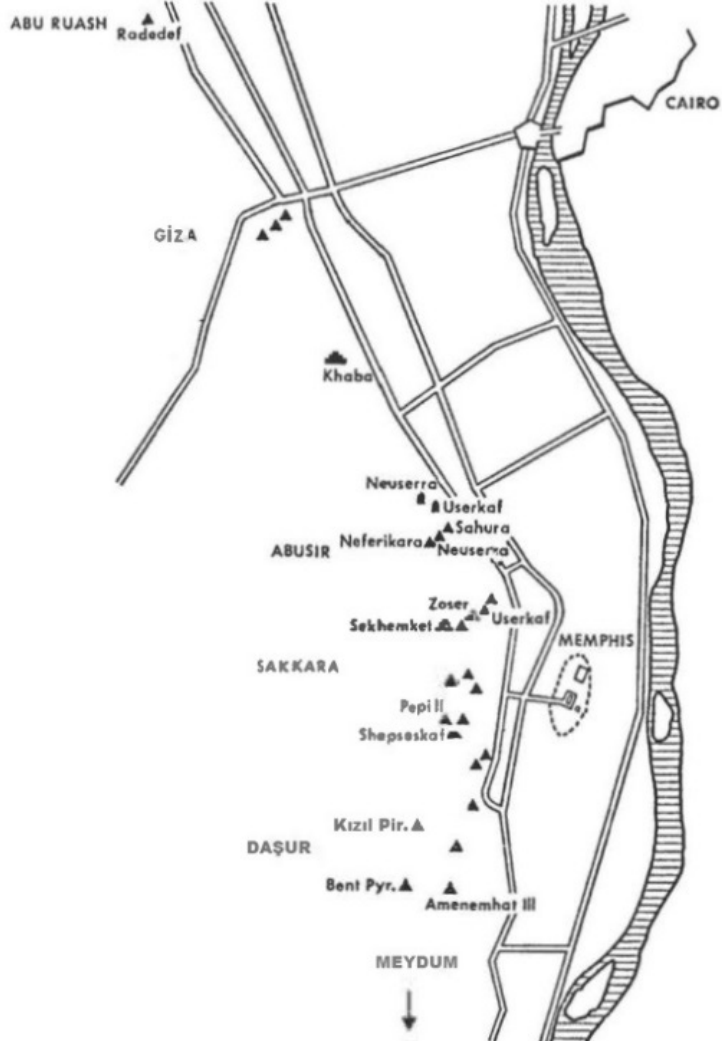 ABU RUASH
Radedef
CAIRO
GİZA
Khaba
Neuserra
Userkaf
Sahura
ABUSIR
Neferikara
Neuserra
Zoser
Userkaf
Sekhemket
MEMPHIS
SAKKARA
Pepi II
Shepseskaf
Kızıl Pir.
DAŞUR
Bent Pyr.
Amenemhat III
MEYDUM